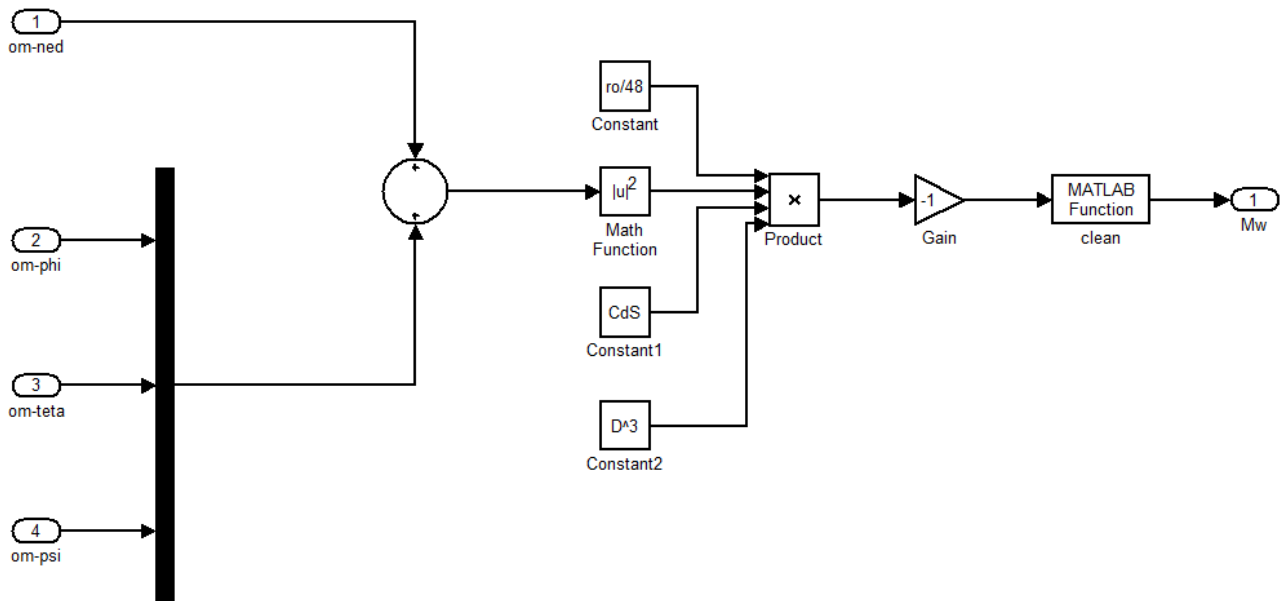 1
om-ned
ro/48
Constant
+
|u|2
Math
Function
+
×
Product
-1
Gain
MATLAB
Function
clean
1
Mw
2
om-phi
CdS
Constant1
3
om-teta
D^3
Constant2
4
om-psi